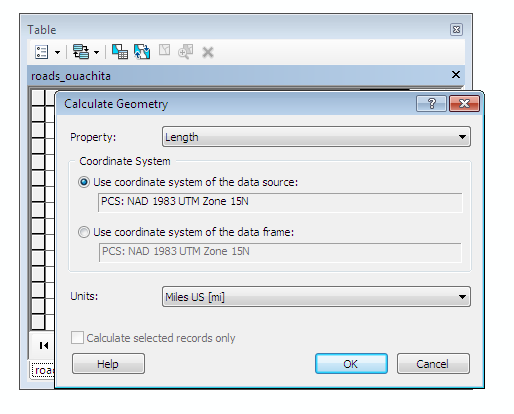 Table
roads_ouachita
Calculate Geometry
Property:
Length
Coordinate System
Use coordinate system of the data source:
PCS: NAD 1983 UTM Zone 15N
Use coordinate system of the data frame:
PCS: NAD 1983 UTM Zone 15N
Units:
Miles US [mi]
Calculate selected records only
roa
Help
OK
Cancel